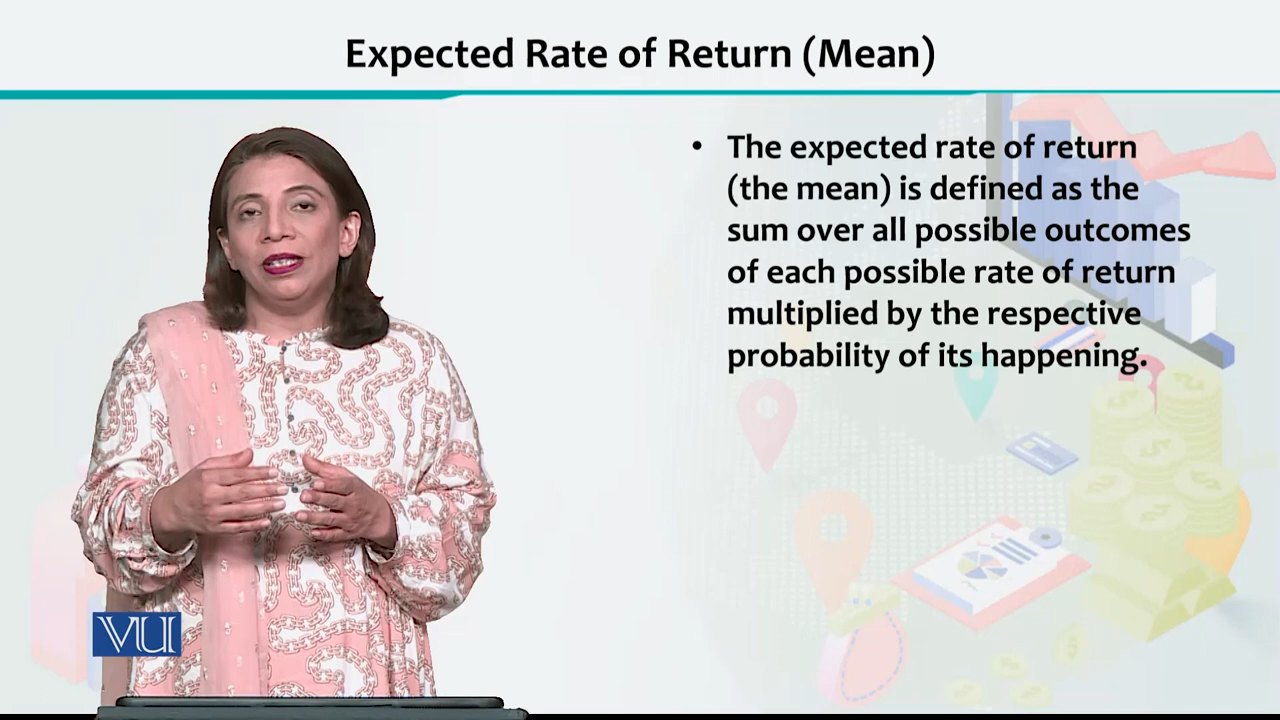 Expected Rate of Return (Mean)
• The expected rate of return
(the mean) is defined as the
sum over all possible outcomes
of each possible rate of return
multiplied by the respective
probability of its happening.
VU